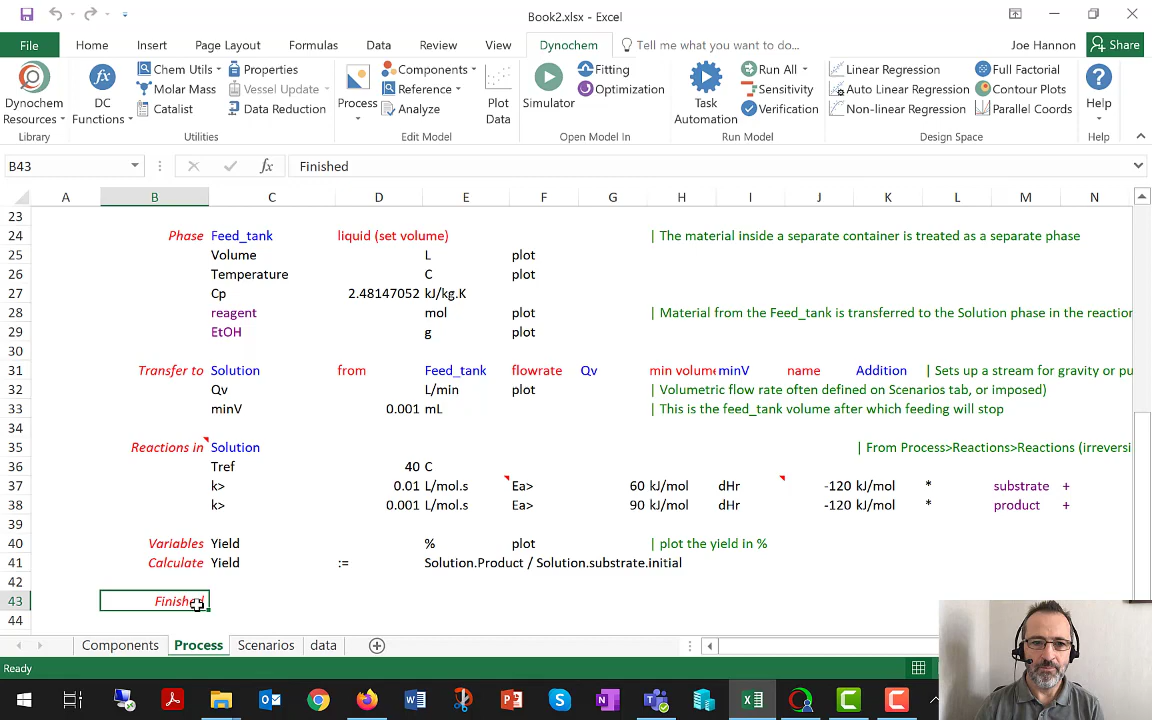 Book2.xlsx - Excel
File Home Insert Page Layout Formulas Data Review View Dynochem Tell me what you want to do... Joe Hannon Share
Chem Utils Properties Components Fitting Run All Linear Regression Full Factorial
Molar Mass Vessel Update Reference Optimization Sensitivity Auto Linear Regression Contour Plots
Dynochem Resources DC Functions Catalist Data Reduction Process Analyze Plot Data Simulator Task Automation Verification Non-linear Regression Parallel Coords Help
Library Utilities Edit Model Open Model In Run Model Design Space Help
B43 fx Finished
A B C D E F G H I J K L M N
23
24 Phase Feed_tank liquid (set volume) | The material inside a separate container is treated as a separate phase
25 Volume L plot
26 Temperature C plot
27 Cp 2.48147052 kJ/kg.K
28 reagent mol plot | Material from the Feed_tank is transferred to the Solution phase in the reaction
29 EtOH g plot
30
31 Transfer to Solution from Feed_tank flowrate Qv min volum minV name Addition | Sets up a stream for gravity or pu
32 Qv L/min plot | Volumetric flow rate often defined on Scenarios tab, or imposed)
33 minV 0.001 mL | This is the feed_tank volume after which feeding will stop
34
35 Reactions in Solution | From Process>Reactions>Reactions (irreversi
36 Tref 40 C
37 k> 0.01 L/mol.s Ea> 60 kJ/mol dHr -120 kJ/mol * substrate +
38 k> 0.001 L/mol.s Ea> 90 kJ/mol dHr -120 kJ/mol * product +
39
40 Variables Yield % plot | plot the yield in %
41 Calculate Yield := Solution.Product / Solution.substrate.initial
42
43 Finished
44
Components Process Scenarios data
Ready